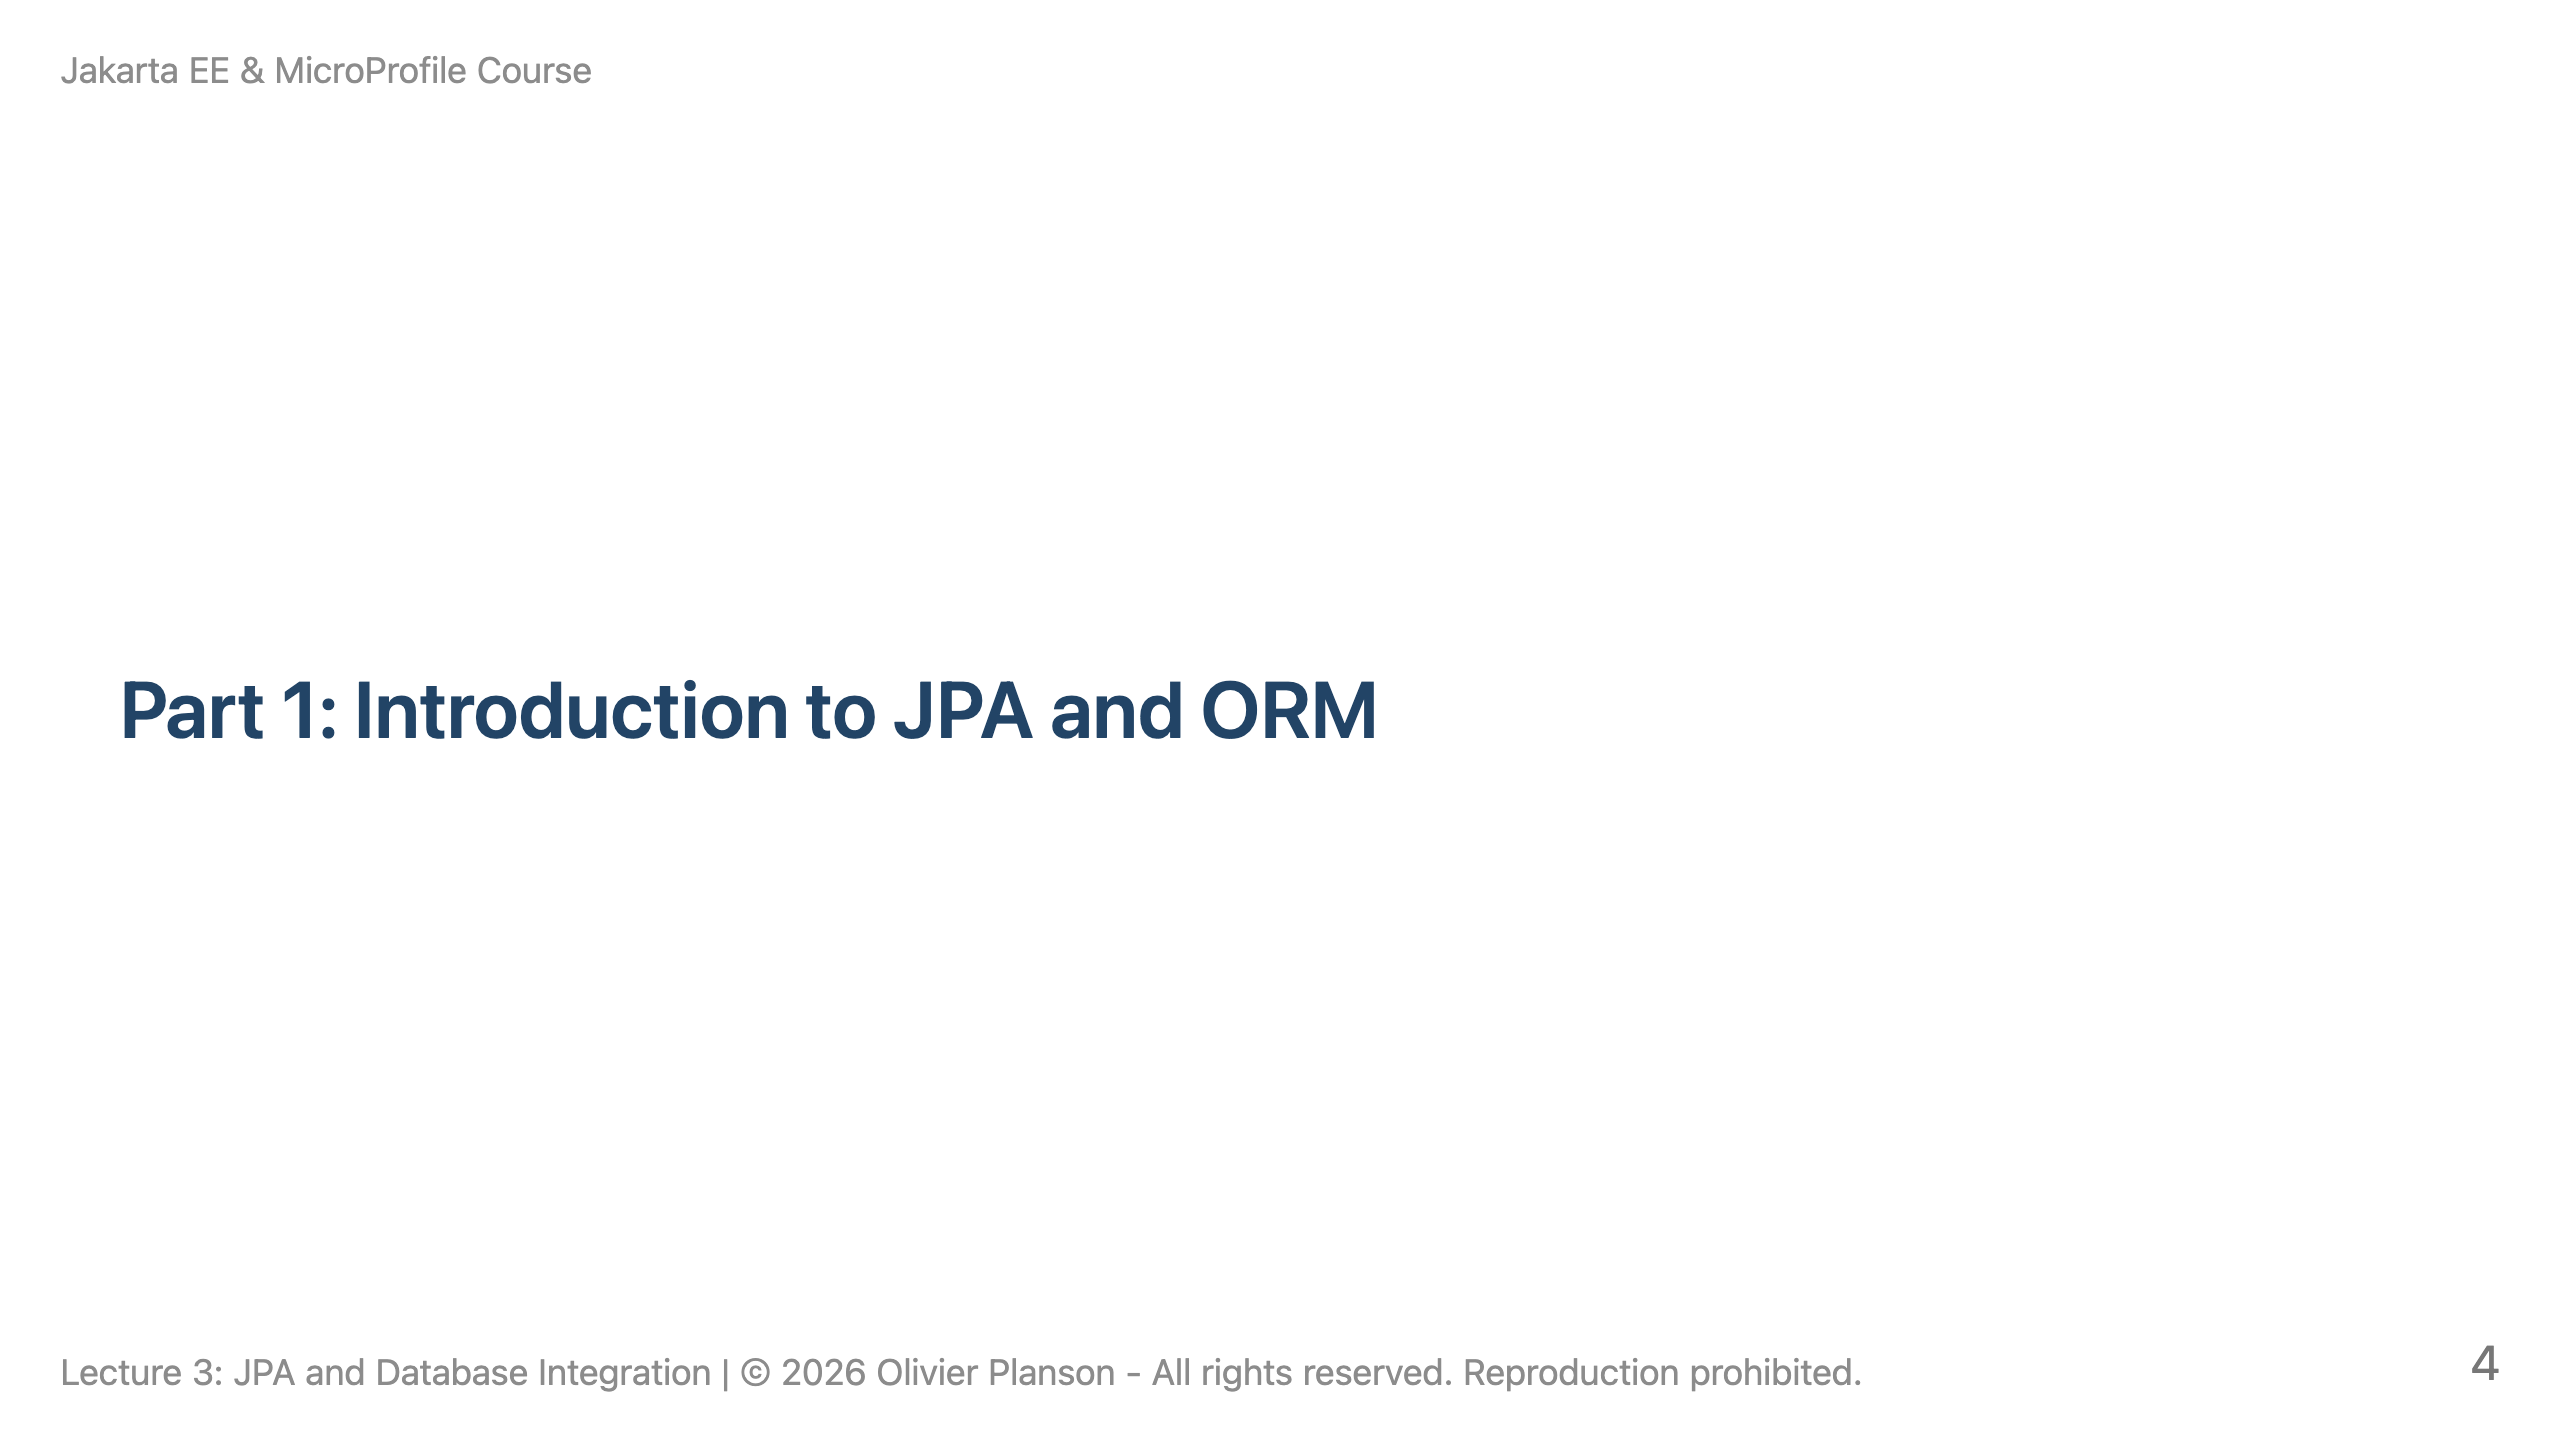 Jakarta EE & MicroProfile Course
Part 1: Introduction to JPA and ORM
Lecture 3: JPA and Database Integration | © 2026 Olivier Planson - All rights reserved. Reproduction prohibited.
4